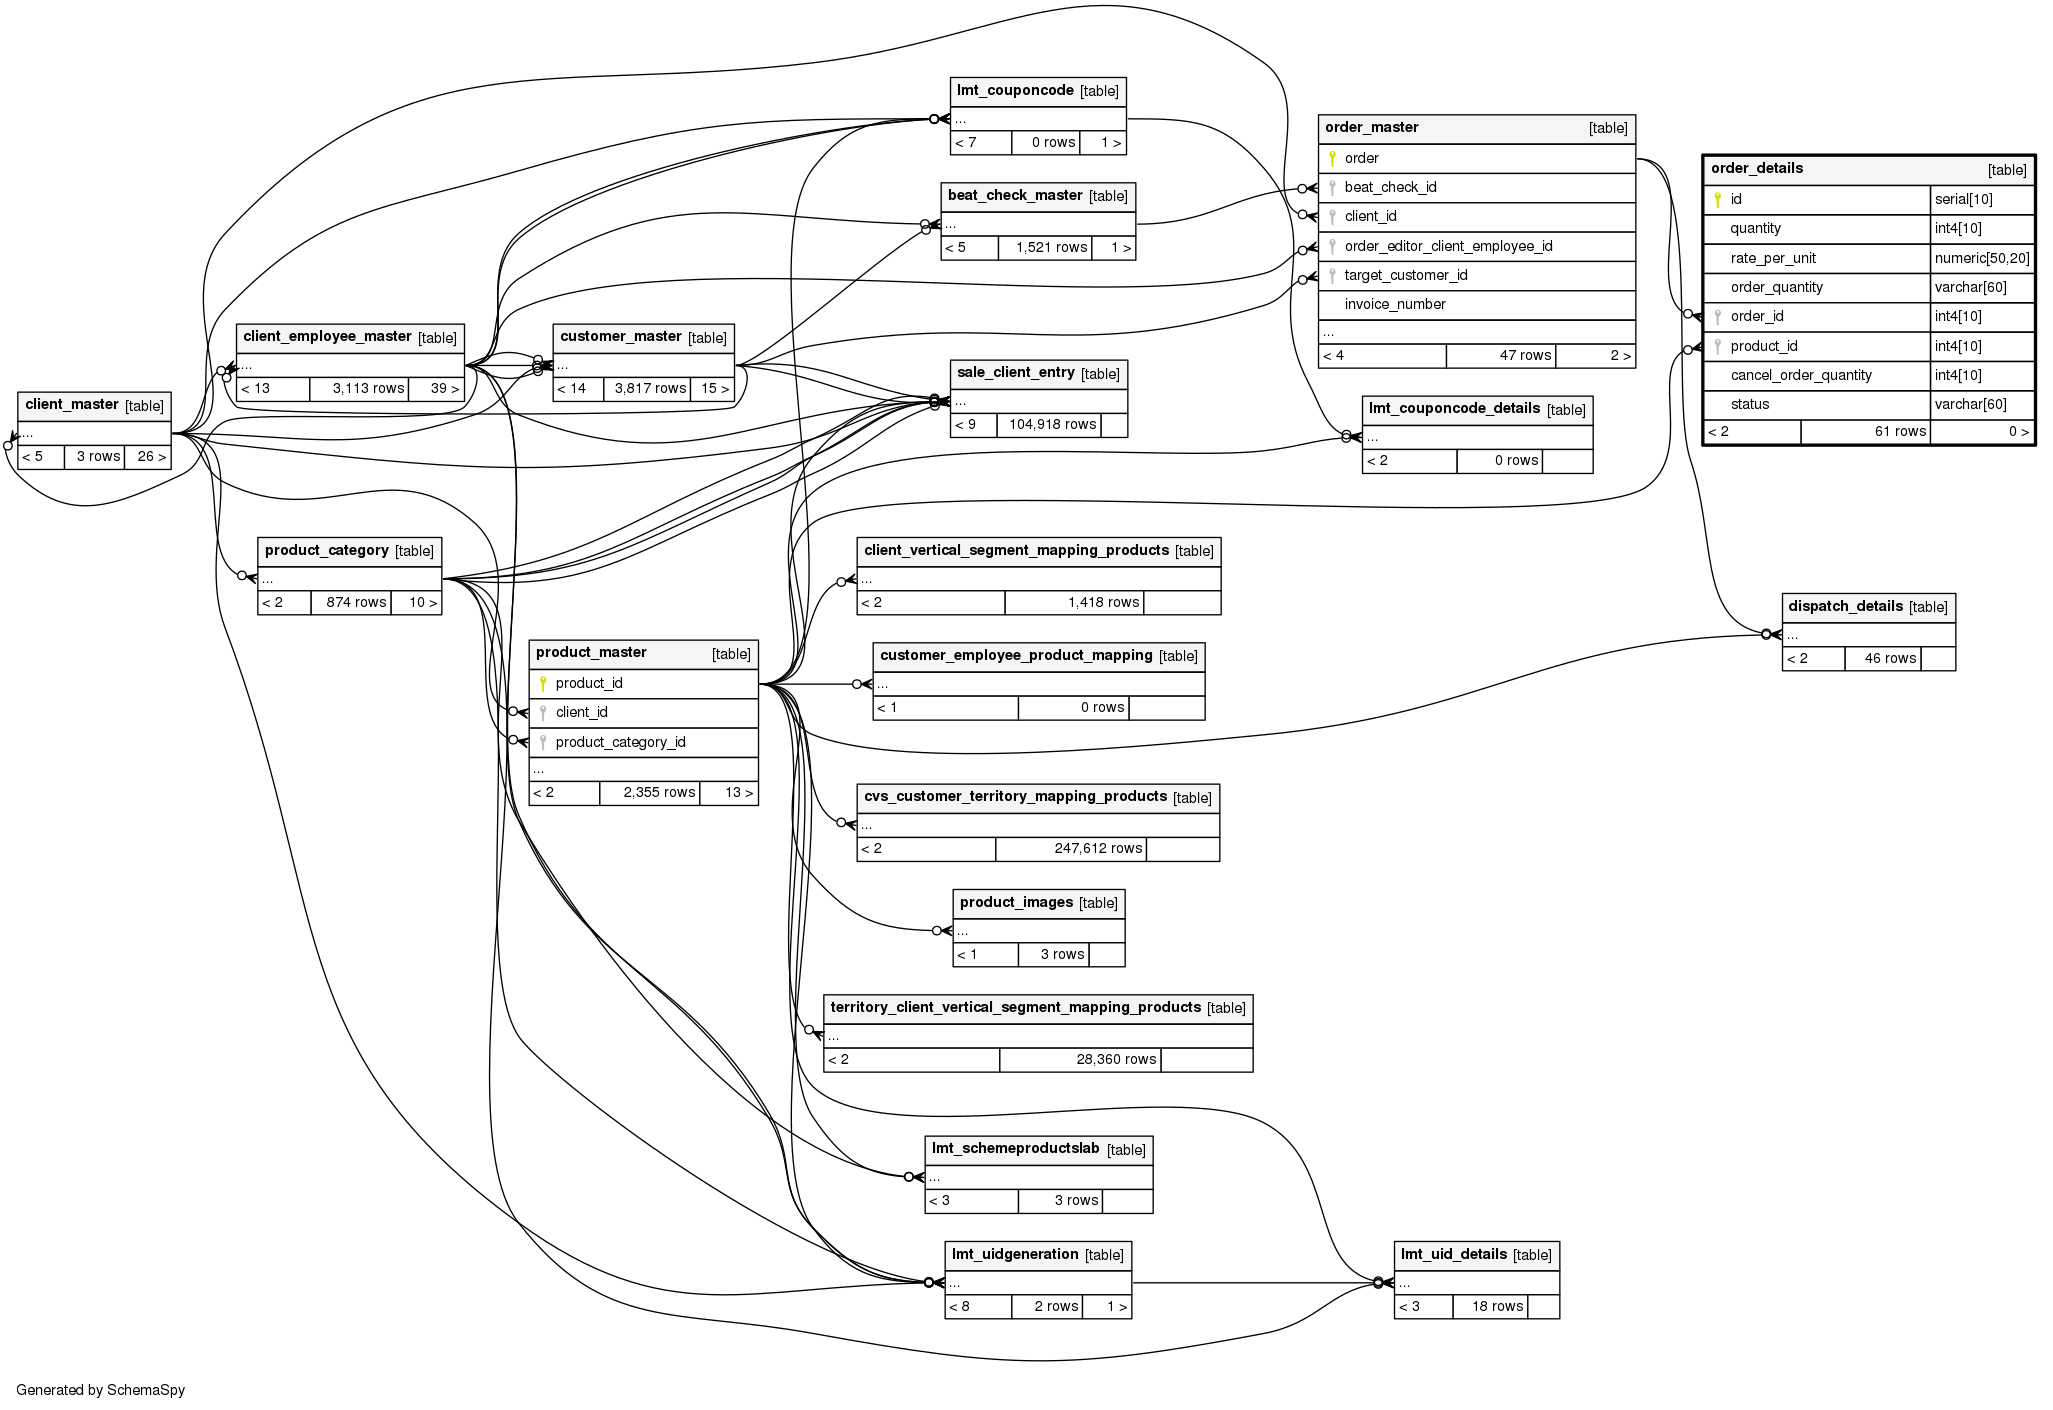 lmt_couponcode [table]
...
< 7 0 rows 1 >
order_master [table]
order
beat_check_id
client_id
order_editor_client_employee_id
target_customer_id
invoice_number
...
< 4 47 rows 2 >
order_details [table]
id serial[10]
quantity int4[10]
rate_per_unit numeric[50,20]
order_quantity varchar[60]
order_id int4[10]
product_id int4[10]
cancel_order_quantity int4[10]
status varchar[60]
< 2 61 rows 0 >
beat_check_master [table]
...
< 5 1,521 rows 1 >
client_employee_master [table]
...
< 13 3,113 rows 39 >
customer_master [table]
...
< 14 3,817 rows 15 >
sale_client_entry [table]
...
< 9 104,918 rows
client_master [table]
...
< 5 3 rows 26 >
lmt_couponcode_details [table]
...
< 2 0 rows
product_category [table]
...
< 2 874 rows 10 >
client_vertical_segment_mapping_products [table]
...
< 2 1,418 rows
dispatch_details [table]
...
< 2 46 rows
product_master [table]
product_id
client_id
product_category_id
...
< 2 2,355 rows 13 >
customer_employee_product_mapping [table]
...
< 1 0 rows
cvs_customer_territory_mapping_products [table]
...
< 2 247,612 rows
product_images [table]
...
< 1 3 rows
territory_client_vertical_segment_mapping_products [table]
...
< 2 28,360 rows
lmt_schemeproductslab [table]
...
< 3 3 rows
lmt_uidgeneration [table]
...
< 8 2 rows 1 >
lmt_uid_details [table]
...
< 3 18 rows
Generated by SchemaSpy